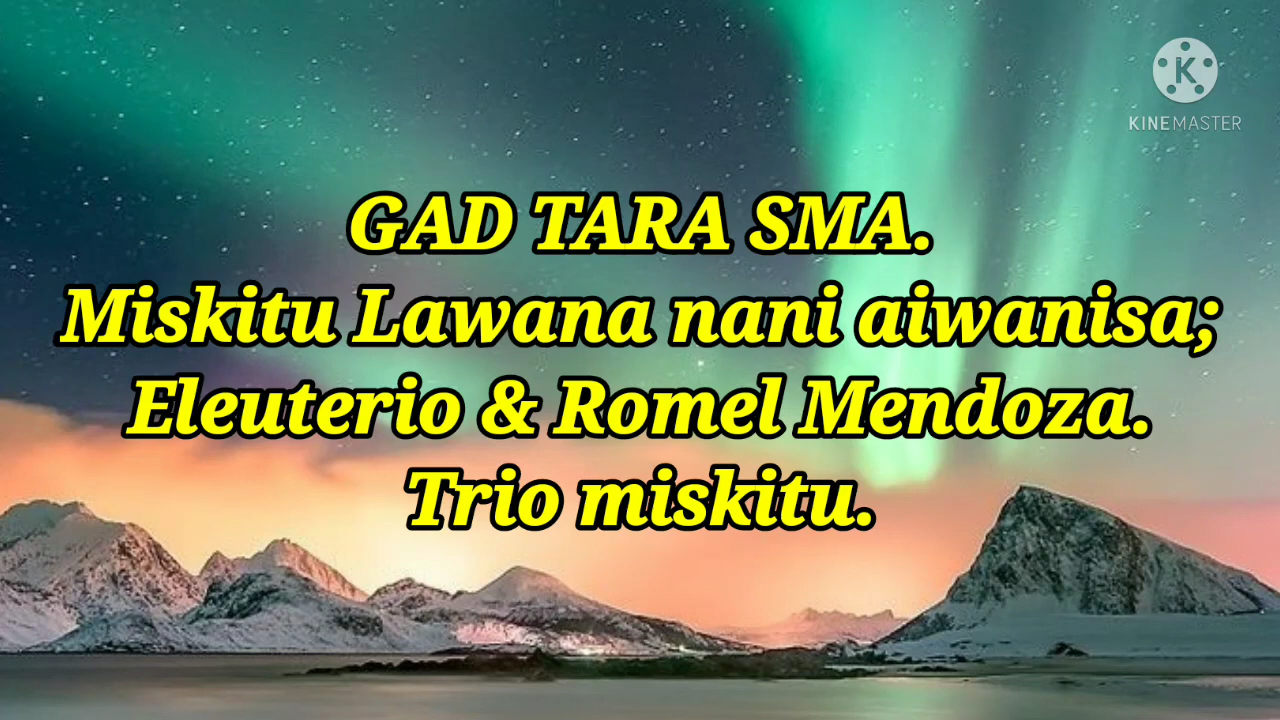 K
KINEMASTER
GAD TARA SMA.
Miskitu Lawana nani aiwanisa;
Eleuterio & Romel Mendoza.
Trio miskitu.